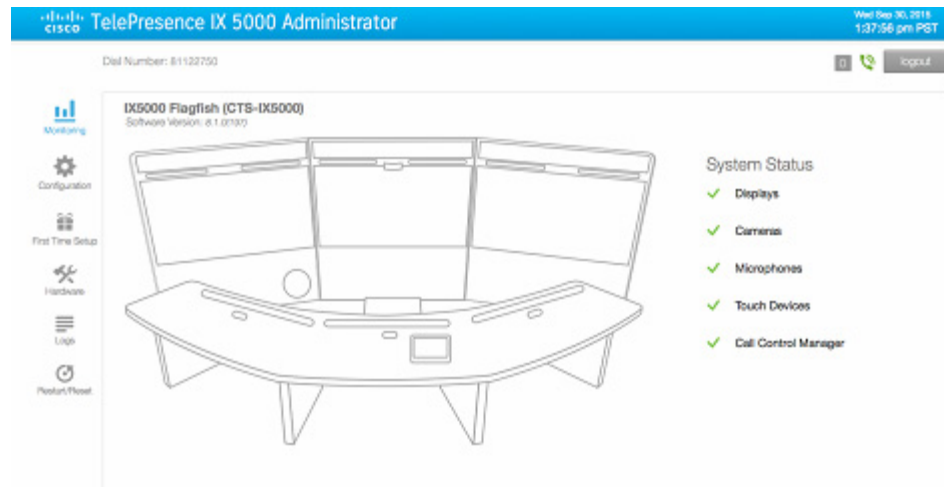 CISCO TelePresence IX 5000 Administrator
Wed Sep 30, 2015
1:37:56 pm PST
Dial Number: 81122750
0
logout
IX5000 Flagfish (CTS-IX5000)
Software Version:
Monitoring
Configuration
First Time Setup
Hardware
Logs
Restart/Reset
System Status
Displays
Cameras
Microphones
Touch Devices
Call Control Manager